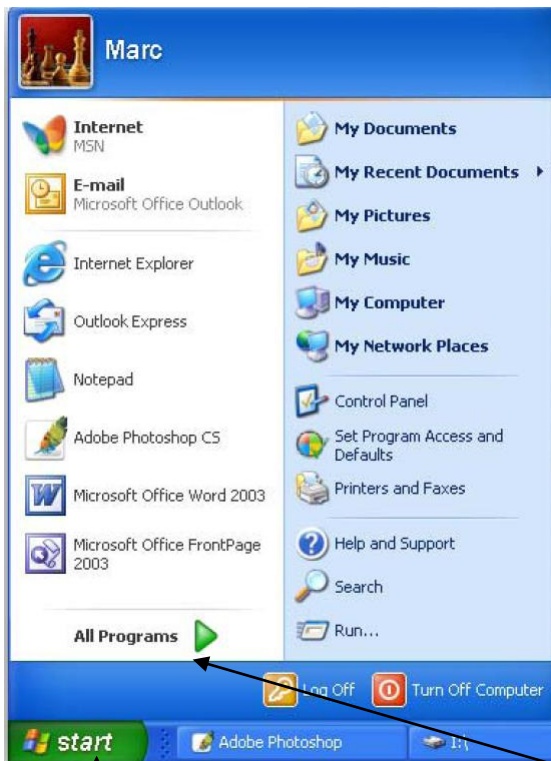 Marc
Internet
MSN
E-mail
Microsoft Office Outlook
Internet Explorer
Outlook Express
Notepad
Adobe Photoshop CS
Microsoft Office Word 2003
Microsoft Office FrontPage
2003
All Programs
My Documents
My Recent Documents
My Pictures
My Music
My Computer
My Network Places
Control Panel
Set Program Access and
Defaults
Printers and Faxes
Help and Support
Search
Run...
Log Off
Turn Off Computer
start
Adobe Photoshop
I:\